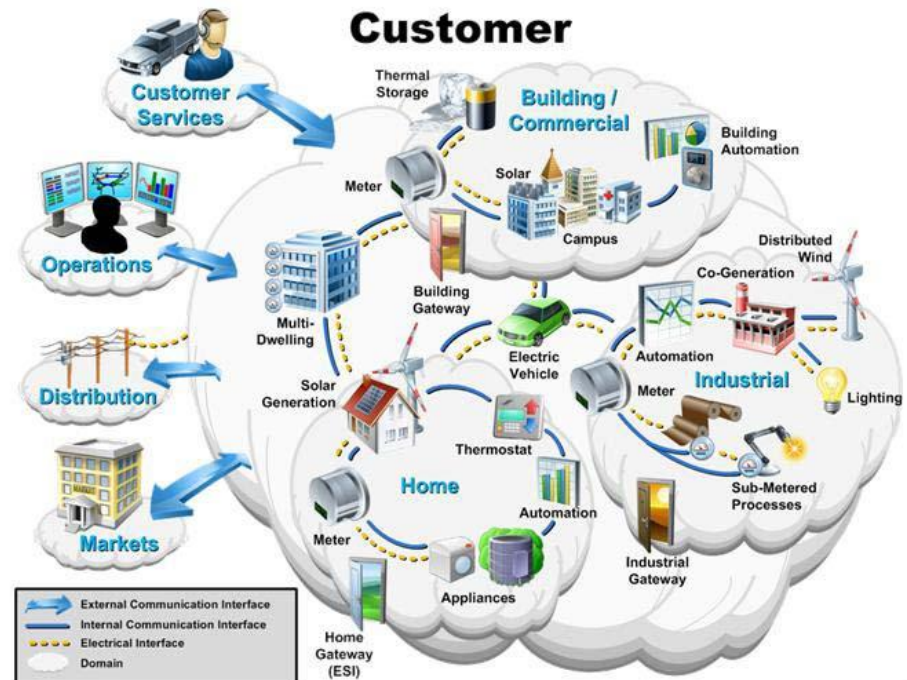 Customer
Customer
Services
Thermal
Storage
Building /
Commercial
Building
Automation
Meter
Solar
Campus
Operations
Multi-
Dwelling
Building
Gateway
Distributed
Wind
Co-Generation
Electric
Vehicle
Automation
Industrial
Meter
Lighting
Distribution
Solar
Generation
Thermostat
Sub-Metered
Processes
Home
Automation
Meter
Markets
MARKET
Industrial
Gateway
Appliances
Home
Gateway
(ESI)
External Communication Interface
Internal Communication Interface
Electrical Interface
Domain